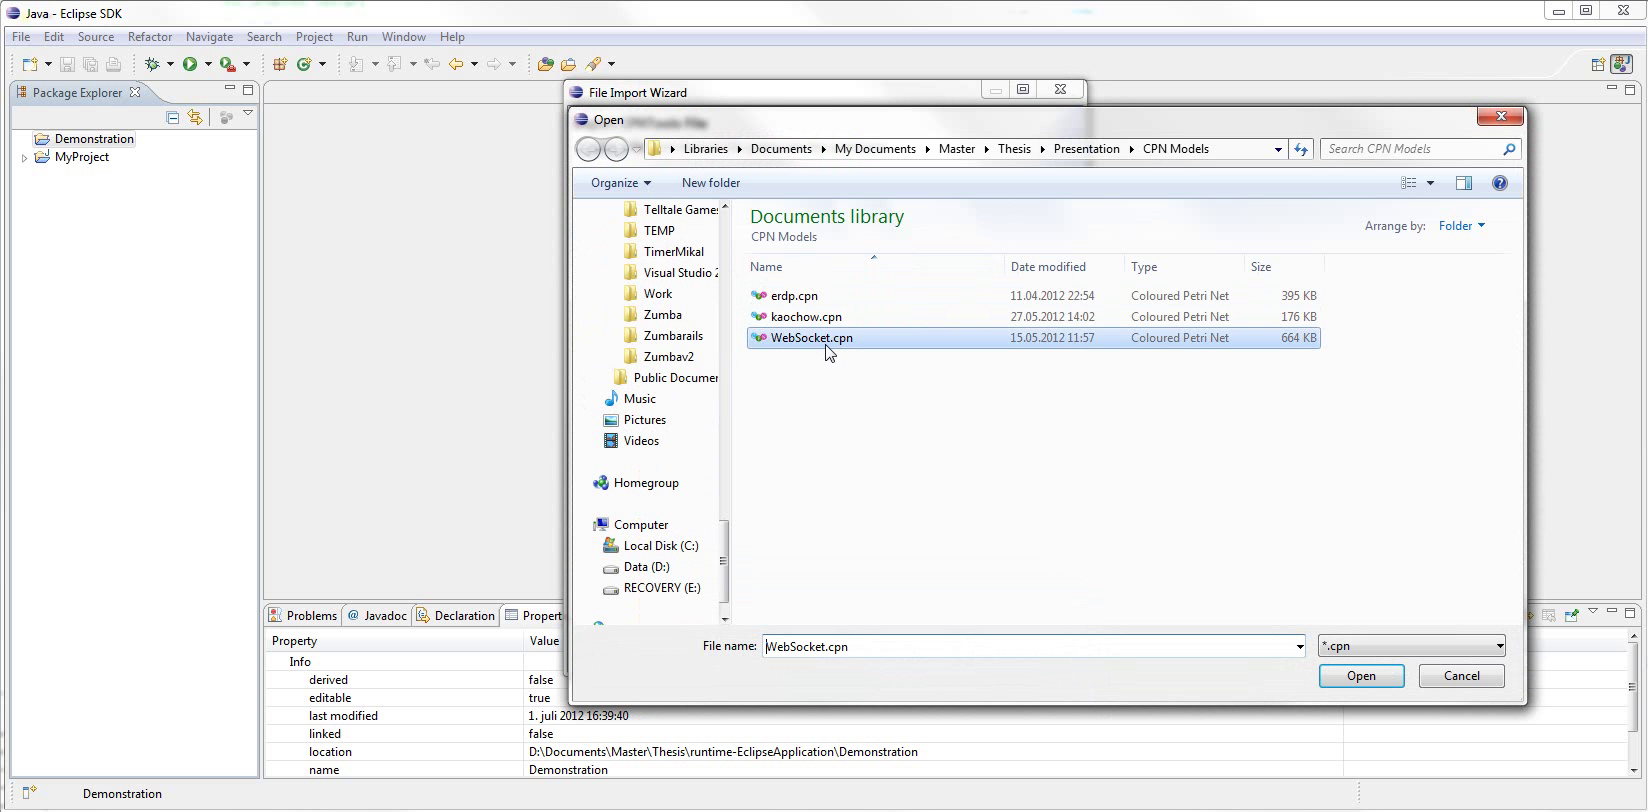 Java - Eclipse SDK
File Edit Source Refactor Navigate Search Project Run Window Help
Package Explorer
Demonstration
MyProject
File Import Wizard
Open
Libraries Documents My Documents Master Thesis Presentation CPN Models
Search CPN Models
Organize New folder
Telltale Games
TEMP
TimerMikal
Visual Studio 2
Work
Zumba
Zumbarails
Zumbav2
Public Documen
Music
Pictures
Videos
Homegroup
Computer
Local Disk (C:)
Data (D:)
RECOVERY (E:)
Documents library
CPN Models
Arrange by: Folder
Name Date modified Type Size
erdp.cpn 11.04.2012 22:54 Coloured Petri Net 395 KB
kaochow.cpn 27.05.2012 14:02 Coloured Petri Net 176 KB
WebSocket.cpn 15.05.2012 11:57 Coloured Petri Net 664 KB
File name: WebSocket.cpn *.cpn
Open Cancel
Problems @ Javadoc Declaration Propert
Property Value
Info
derived false
editable true
last modified 1. juli 2012 16:39:40
linked false
location D:\Documents\Master\Thesis\runtime-EclipseApplication\Demonstration
name Demonstration
Demonstration